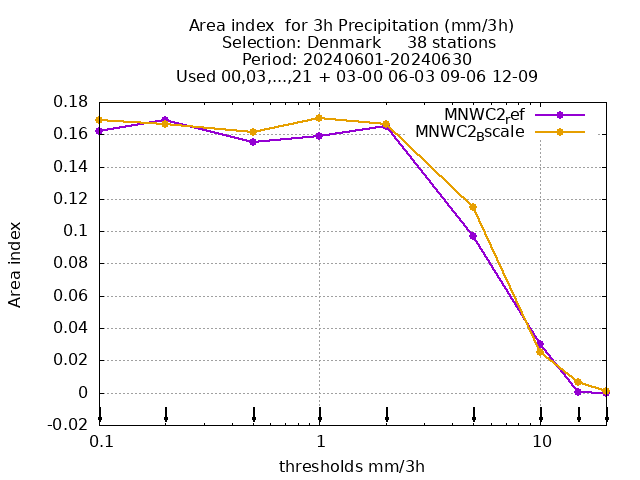 Area index  for 3h Precipitation (mm/3h)
Selection: Denmark     38 stations
Period: 20240601-20240630
Used 00,03,...,21 + 03-00 06-03 09-06 12-09
MNWC2ref
MNWC2Bscale
0.18
0.16
0.14
0.12
0.1
0.08
0.06
0.04
0.02
0
-0.02
Area index
0.1
1
10
thresholds mm/3h